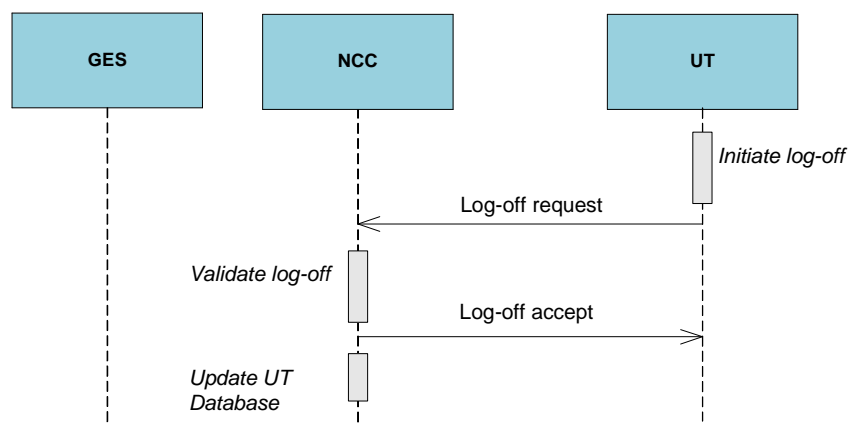 GES
NCC
UT
Initiate log-off
Log-off request
Validate log-off
Log-off accept
Update UT
Database